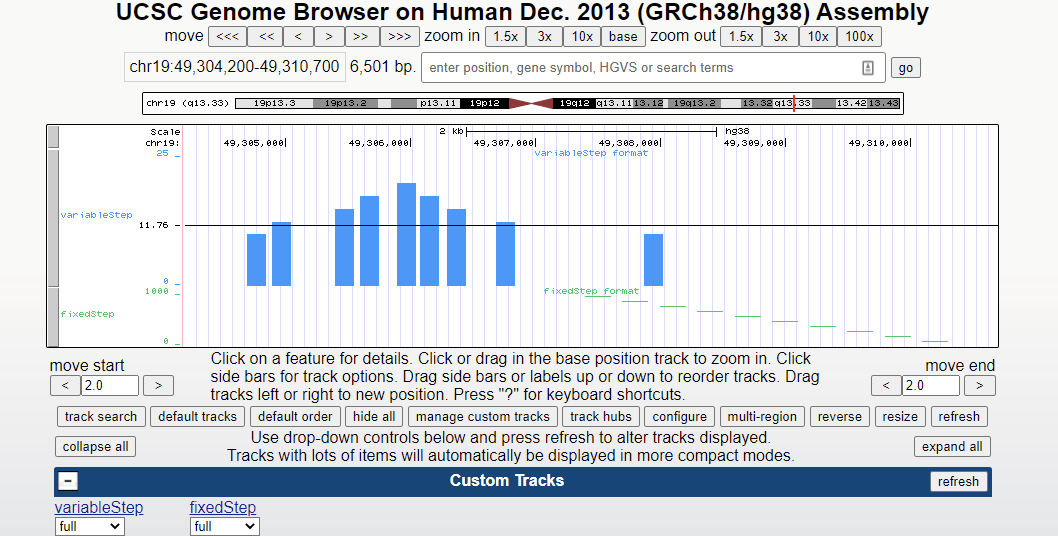 UCSC Genome Browser on Human Dec. 2013 (GRCh38/hg38) Assembly
move <<< << < > >> >>> zoom in 1.5x 3x 10x base zoom out 1.5x 3x 10x 100x
chr19:49,304,200-49,310,700 6,501 bp. enter position, gene symbol, HGVS or search terms go
chr19 (q13.33) 19p13.3 19p13.2 p13.11 19p12 19q12 q13.11 13.12 19q13.2 13.32 q13.33 13.42 13.43
Scale 2 kb hg38
chr19: 49,305,000 49,306,000 49,307,000 49,308,000 49,309,000 49,310,000
25 variableStep format
variableStep
11.76
0
1000 fixedStep format
fixedStep
0
move start Click on a feature for details. Click or drag in the base position track to zoom in. Click move end
< 2.0 > side bars for track options. Drag side bars or labels up or down to reorder tracks. Drag < 2.0 >
tracks left or right to new position. Press "?" for keyboard shortcuts.
track search default tracks default order hide all manage custom tracks track hubs configure multi-region reverse resize refresh
collapse all Use drop-down controls below and press refresh to alter tracks displayed. expand all
Tracks with lots of items will automatically be displayed in more compact modes.
- Custom Tracks refresh
variableStep fixedStep
full full